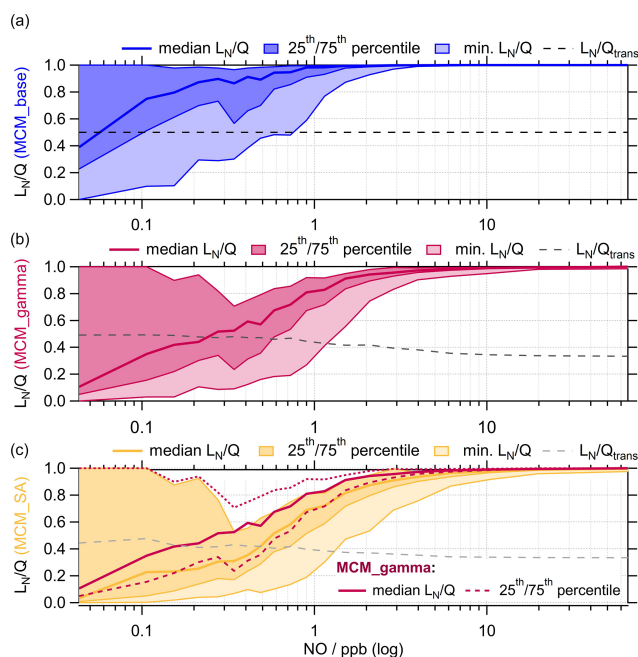 (a)
median L_N/Q 25th/75th percentile min. L_N/Q L_N/Q_trans
1.0
0.8
0.6
0.4
0.2
0.0
L_N/Q (MCM_base)
0.1 1 10
(b)
median L_N/Q 25th/75th percentile min. L_N/Q L_N/Q_trans
1.0
0.8
0.6
0.4
0.2
0.0
L_N/Q (MCM_gamma)
0.1 1 10
(c)
median L_N/Q 25th/75th percentile min. L_N/Q L_N/Q_trans
1.0
0.8
0.6
0.4
0.2
0.0
L_N/Q (MCM_SA)
MCM_gamma:
median L_N/Q 25th/75th percentile
0.1 1 10
NO / ppb (log)